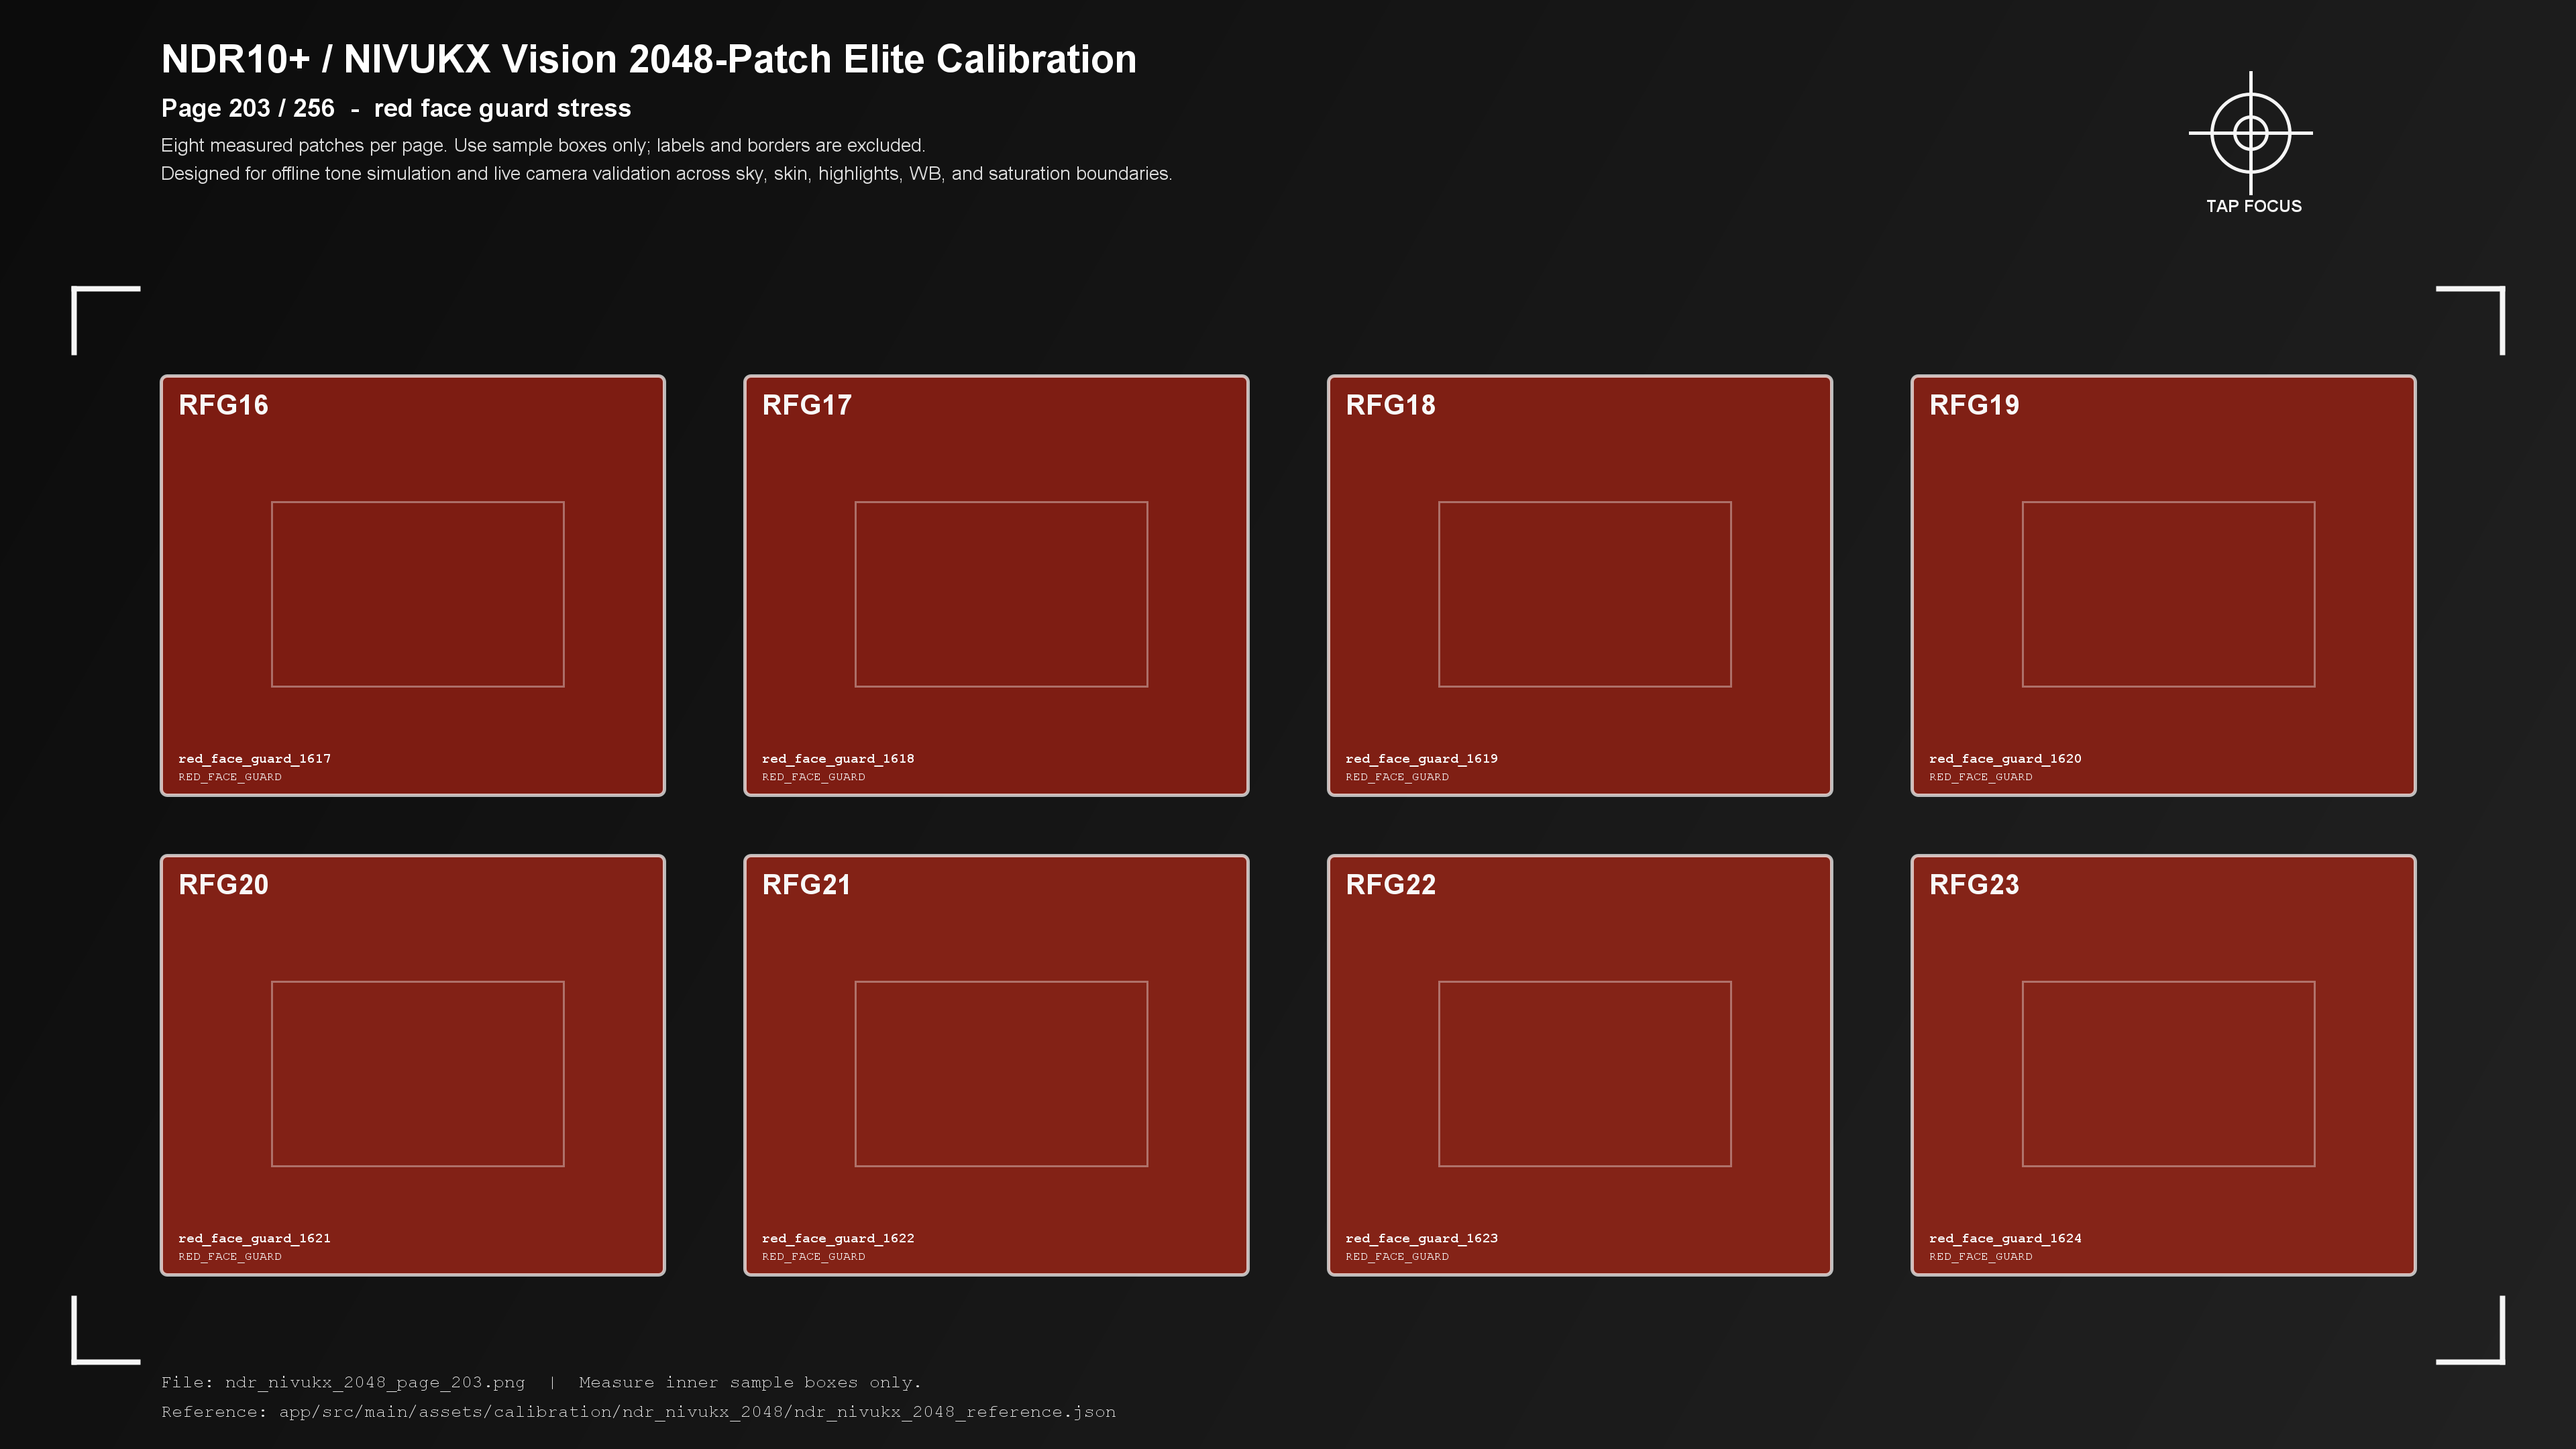 NDR10+ / NIVUKX Vision 2048-Patch Elite Calibration
Page 203 / 256 - red face guard stress
Eight measured patches per page. Use sample boxes only; labels and borders are excluded.
Designed for offline tone simulation and live camera validation across sky, skin, highlights, WB, and saturation boundaries.
TAP FOCUS
RFG16
red_face_guard_1617
RED_FACE_GUARD
RFG17
red_face_guard_1618
RED_FACE_GUARD
RFG18
red_face_guard_1619
RED_FACE_GUARD
RFG19
red_face_guard_1620
RED_FACE_GUARD
RFG20
red_face_guard_1621
RED_FACE_GUARD
RFG21
red_face_guard_1622
RED_FACE_GUARD
RFG22
red_face_guard_1623
RED_FACE_GUARD
RFG23
red_face_guard_1624
RED_FACE_GUARD
File: ndr_nivukx_2048_page_203.png | Measure inner sample boxes only.
Reference: app/src/main/assets/calibration/ndr_nivukx_2048/ndr_nivukx_2048_reference.json